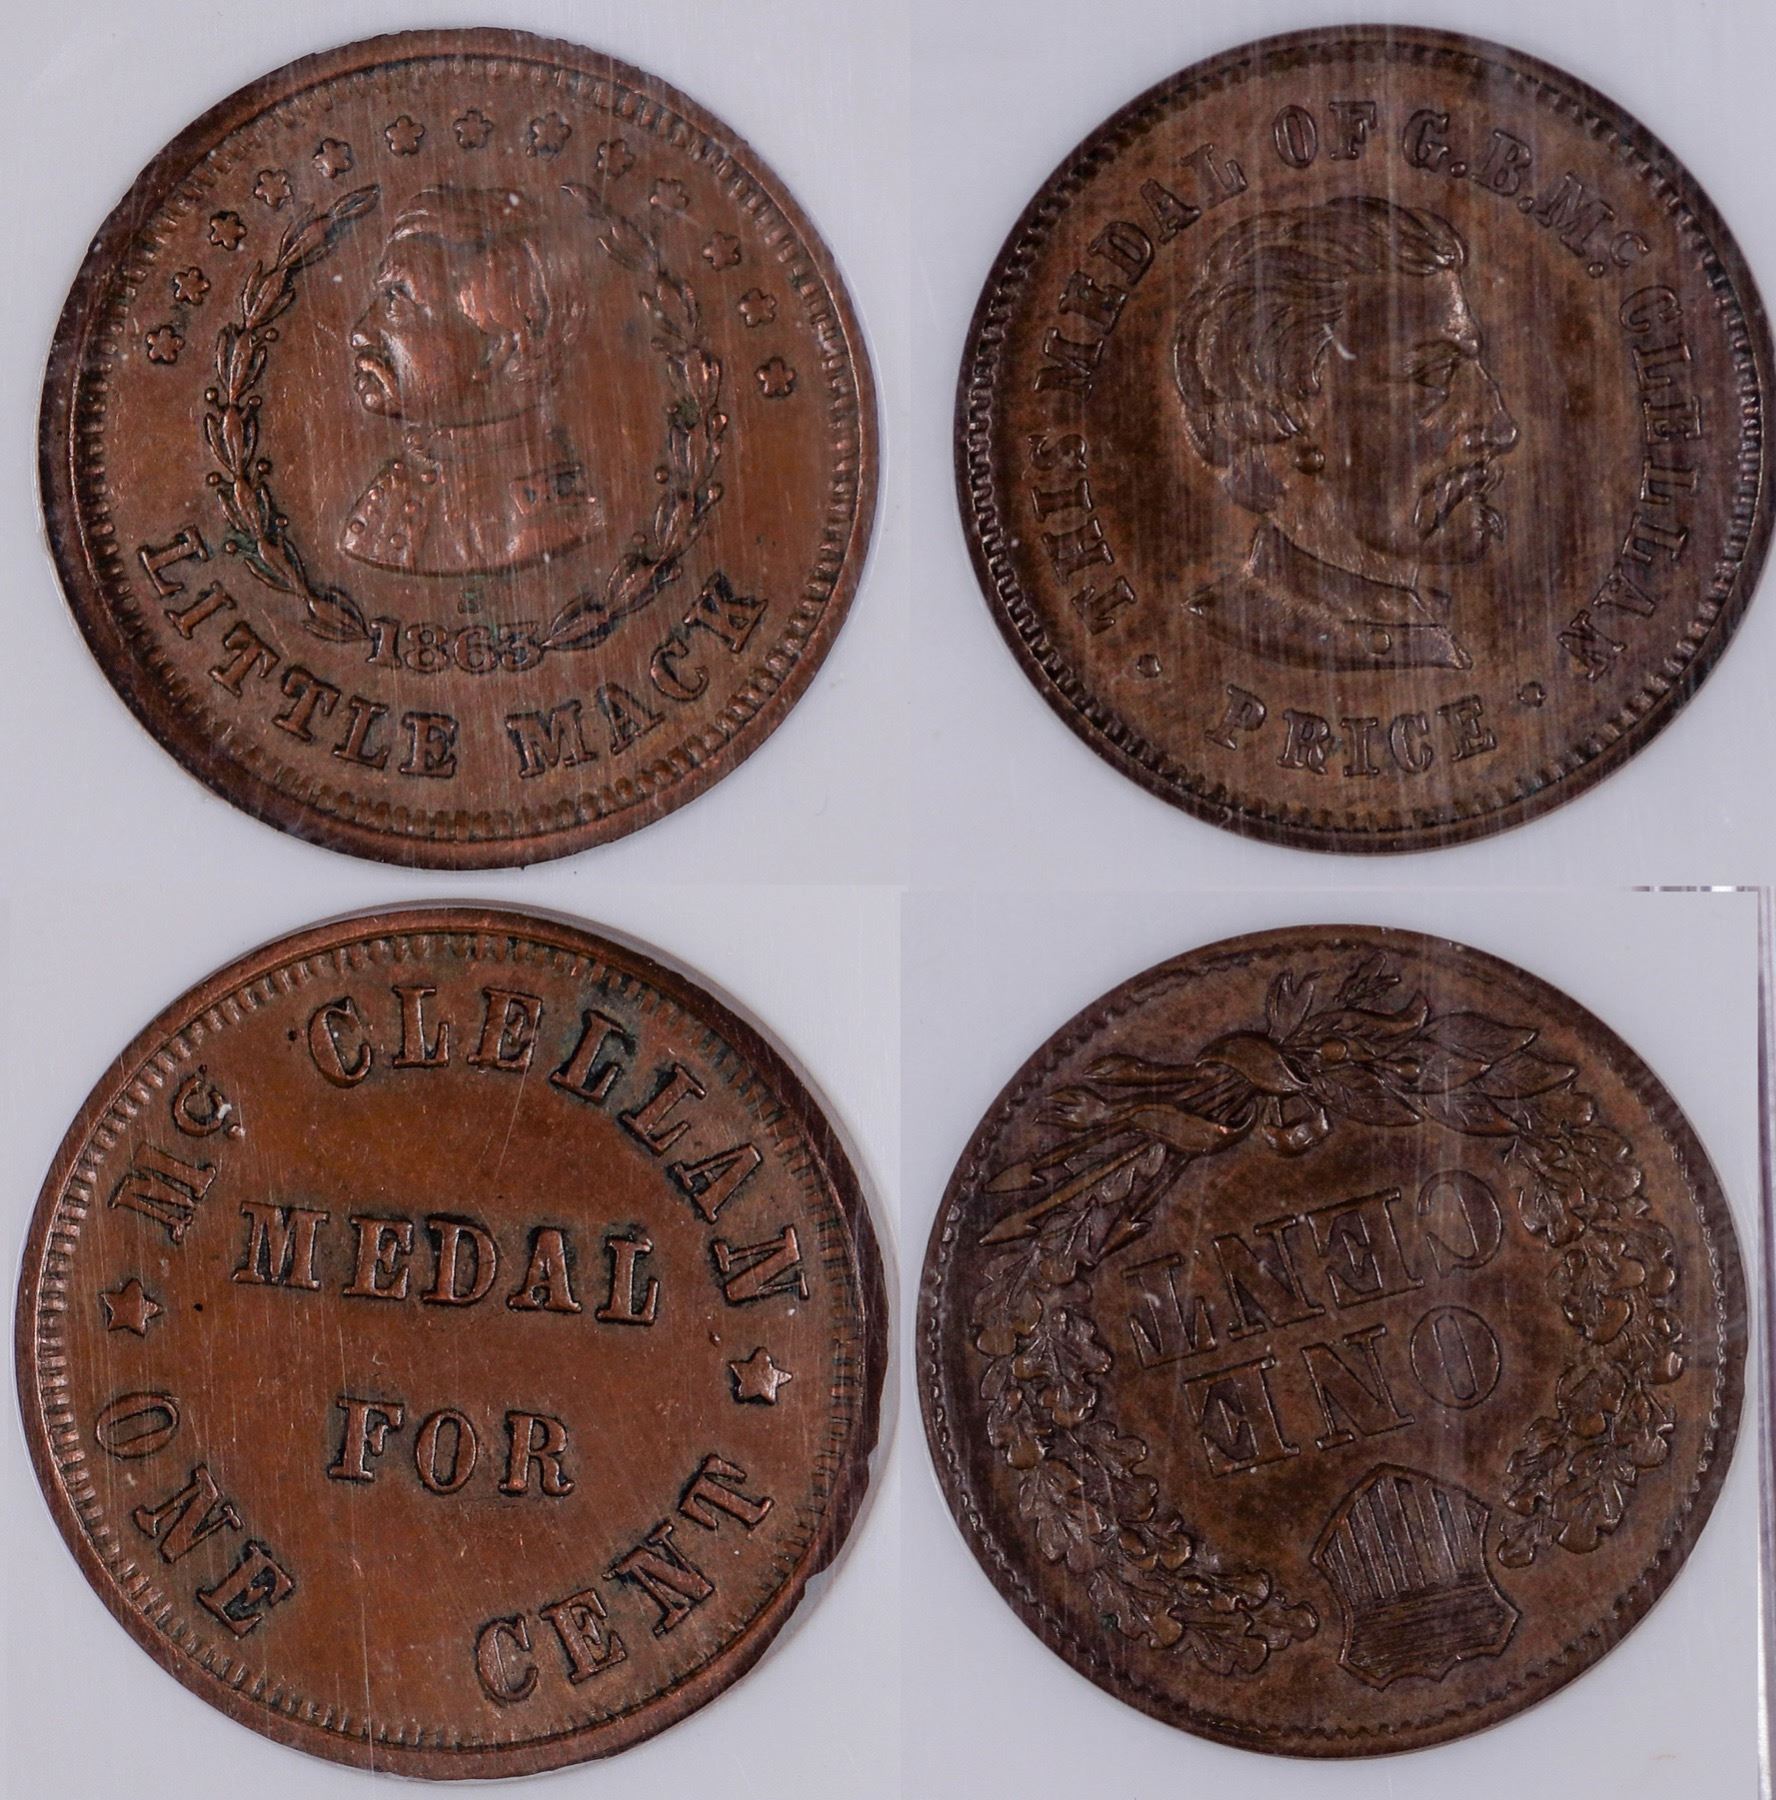 1863
LITTLE MACK
THIS MEDAL OF G. B. Mc. CLELLAN
PRICE
Mc. CLELLAN
MEDAL
FOR
ONE CENT
ONE
CENT